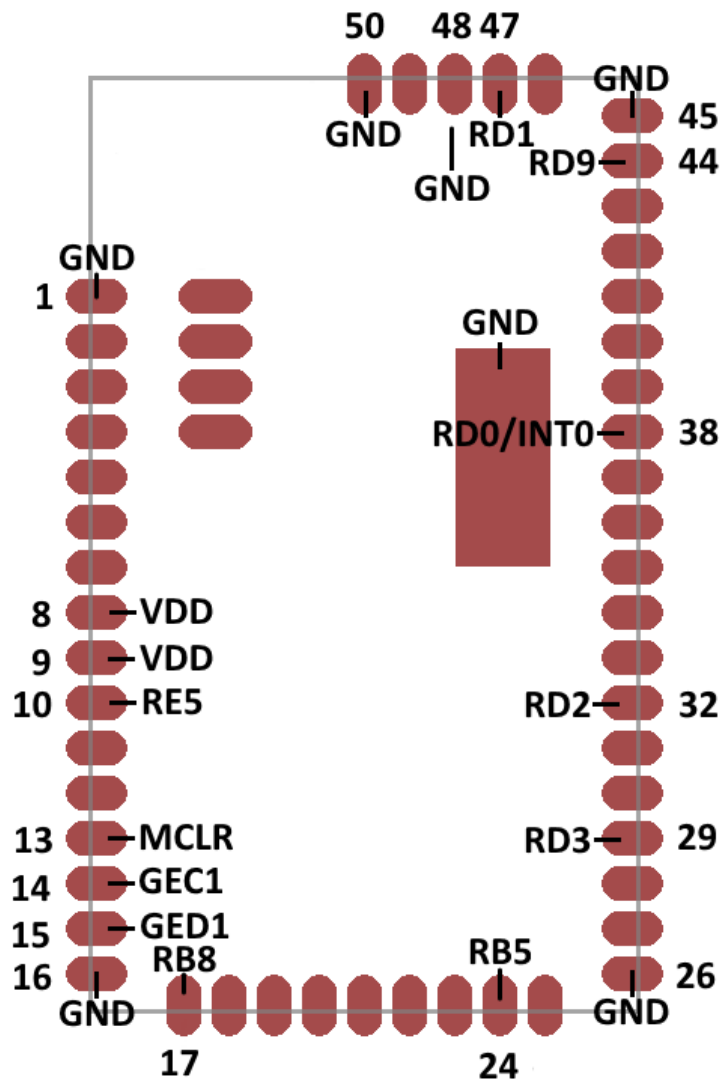 50 48 47
GND
GND RD1
45
GND
RD9 44
GND
1
GND
RD0/INT0 38
8 VDD
9 VDD
10 RE5
RD2 32
13 MCLR
RD3 29
14 GEC1
15 GED1
RB8
RB5
16
26
GND
GND
17
24